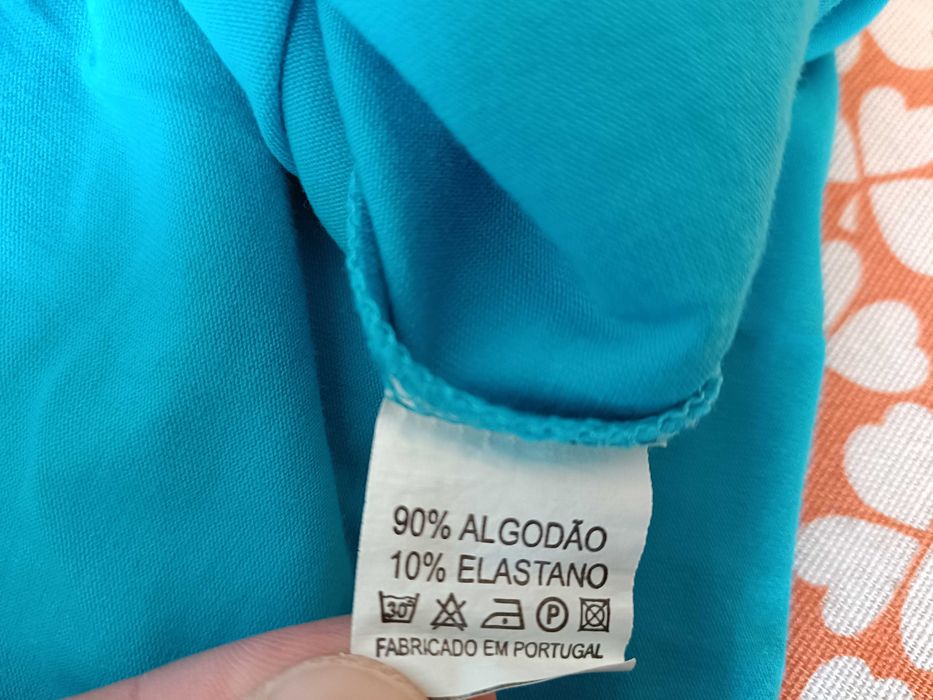 90% ALGODÃO
10% ELASTANO
30° P
FABRICADO EM PORTUGAL